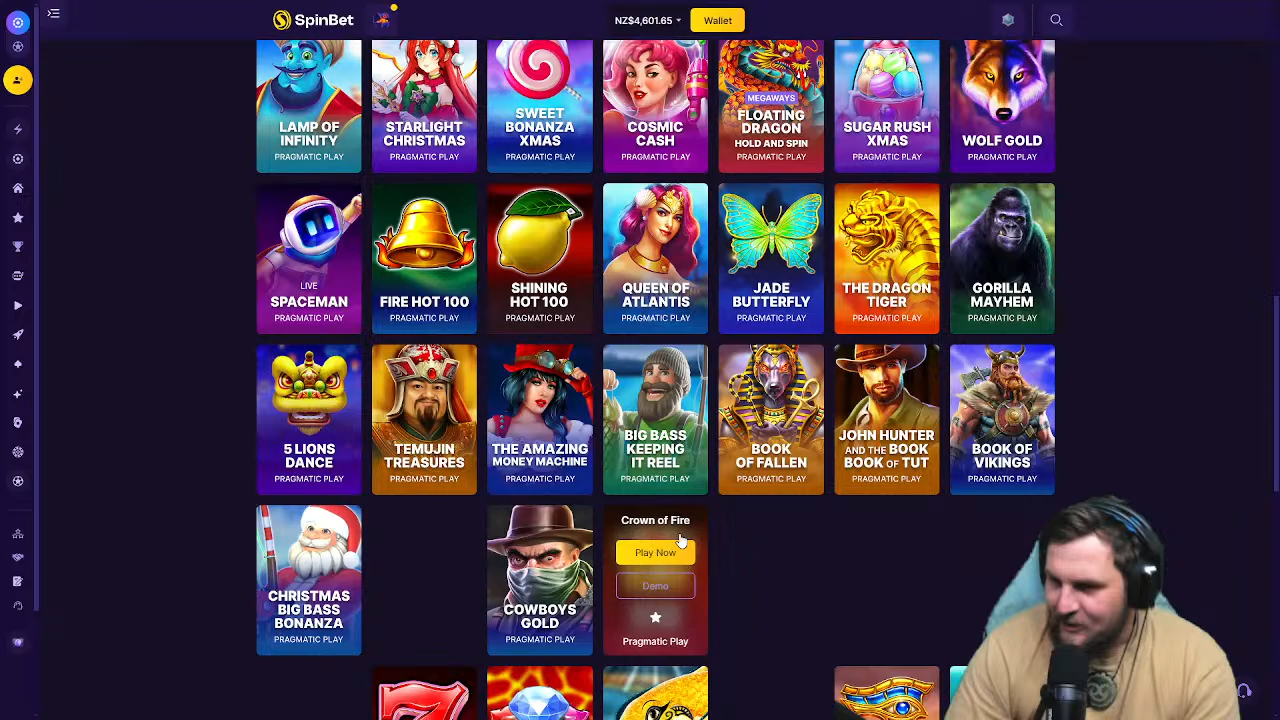 SpinBet
NZ$4,601.65
Wallet
LAMP OF
INFINITY
PRAGMATIC PLAY
STARLIGHT
CHRISTMAS
PRAGMATIC PLAY
SWEET
BONANZA
XMAS
PRAGMATIC PLAY
COSMIC
CASH
PRAGMATIC PLAY
MEGAWAYS
FLOATING
DRAGON
HOLD AND SPIN
PRAGMATIC PLAY
SUGAR RUSH
XMAS
PRAGMATIC PLAY
WOLF GOLD
PRAGMATIC PLAY
LIVE
SPACEMAN
PRAGMATIC PLAY
FIRE HOT 100
PRAGMATIC PLAY
SHINING
HOT 100
PRAGMATIC PLAY
QUEEN OF
ATLANTIS
PRAGMATIC PLAY
JADE
BUTTERFLY
PRAGMATIC PLAY
THE DRAGON
TIGER
PRAGMATIC PLAY
GORILLA
MAYHEM
PRAGMATIC PLAY
5 LIONS
DANCE
PRAGMATIC PLAY
TEMUJIN
TREASURES
PRAGMATIC PLAY
THE AMAZING
MONEY MACHINE
PRAGMATIC PLAY
BIG BASS
KEEPING
IT REEL
PRAGMATIC PLAY
BOOK
OF FALLEN
PRAGMATIC PLAY
JOHN HUNTER
AND THE BOOK
BOOK OF TUT
PRAGMATIC PLAY
BOOK OF
VIKINGS
PRAGMATIC PLAY
CHRISTMAS
BIG BASS
BONANZA
PRAGMATIC PLAY
COWBOYS
GOLD
PRAGMATIC PLAY
Crown of Fire
Play Now
Demo
Pragmatic Play